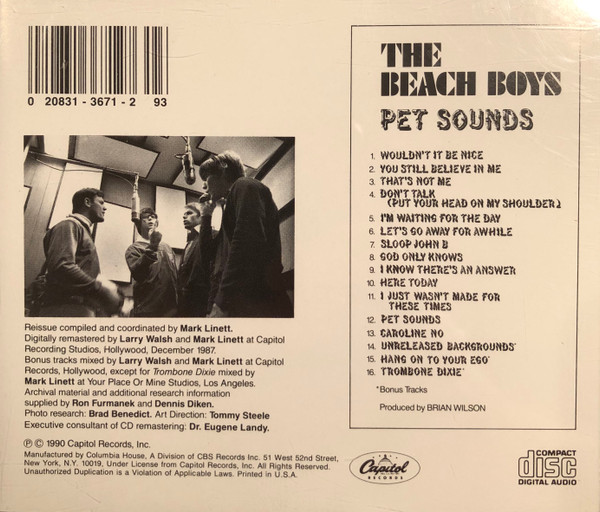 0 20831 - 3671 - 2 93
THE
BEACH BOYS
PET SOUNDS
1. WOULDN'T IT BE NICE
2. YOU STILL BELIEVE IN ME
3. THAT'S NOT ME
4. DON'T TALK
(PUT YOUR HEAD ON MY SHOULDER)
5. I'M WAITING FOR THE DAY
6. LET'S GO AWAY FOR AWHILE
7. SLOOP JOHN B
8. GOD ONLY KNOWS
9. I KNOW THERE'S AN ANSWER
10. HERE TODAY
11. I JUST WASN'T MADE FOR
THESE TIMES
12. PET SOUNDS
13. CAROLINE NO
14. UNRELEASED BACKGROUNDS*
15. HANG ON TO YOUR EGO*
16. TROMBONE DIXIE*
*Bonus Tracks
Produced by BRIAN WILSON
Reissue compiled and coordinated by Mark Linett.
Digitally remastered by Larry Walsh and Mark Linett at Capitol
Recording Studios, Hollywood, December 1987.
Bonus tracks mixed by Larry Walsh and Mark Linett at Capitol
Records, Hollywood, except for Trombone Dixie mixed by
Mark Linett at Your Place Or Mine Studios, Los Angeles.
Archival material and additional research information
supplied by Ron Furmanek and Dennis Diken.
Photo research: Brad Benedict. Art Direction: Tommy Steele
Executive consultant of CD remastering: Dr. Eugene Landy.
℗ © 1990 Capitol Records, Inc.
Manufactured by Columbia House, A Division of CBS Records Inc. 51 West 52nd Street,
New York, N.Y. 10019, Under License from Capitol Records, Inc. All Rights Reserved.
Unauthorized Duplication is a Violation of Applicable Laws. Printed in U.S.A.
Capitol
RECORDS
COMPACT
disc
DIGITAL AUDIO